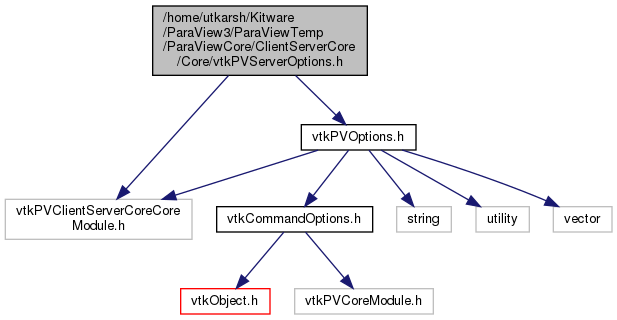 /home/utkarsh/Kitware
/ParaView3/ParaViewTemp
/ParaViewCore/ClientServerCore
/Core/vtkPVServerOptions.h
vtkPVOptions.h
vtkPVClientServerCoreCore
Module.h
vtkCommandOptions.h
string
utility
vector
vtkObject.h
vtkPVCoreModule.h